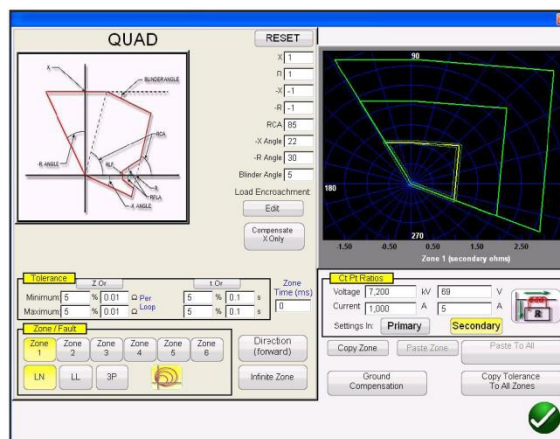 QUAD
RESET
X 1
Ω 1
-X -1
-R -1
RCA 85
-X Angle 22
-R Angle 30
Blinder Angle 5
Load Encroachment
Edit
Compensate
X Only
X
BLINDER ANGLE
RCA
-R ANGLE
RLF
R
RFLA
-X ANGLE
90
180
270
-1.50 -0.50 0.50 1.50 2.50 3.50
Zone 1 (secondary ohms)
Tolerance
Z Or
t Or
Minimum 5 % 0.01 Ω Per 5 % 0.1 s
Maximum 5 % 0.01 Ω Loop 5 % 0.1 s
Zone
Time (ms)
0
Zone / Fault
Zone 1
Zone 2
Zone 3
Zone 4
Zone 5
Zone 6
LN
LL
3P
Direction
(forward)
Infinite Zone
Ct Pt Ratios
Voltage 7,200 kV 69 V
Current 1,000 A 5 A
Settings In: Primary Secondary
Copy Zone
Paste Zone
Paste To All
Ground
Compensation
Copy Tolerance
To All Zones